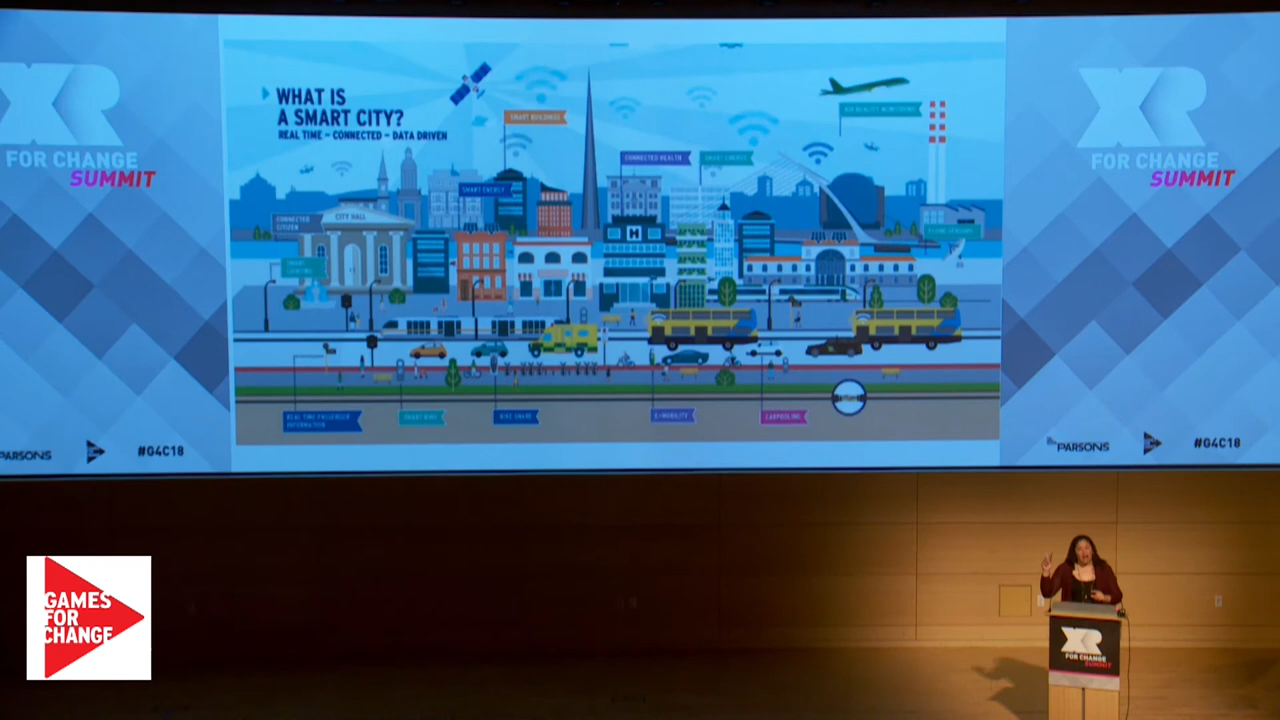 XR
FOR CHANGE
SUMMIT
PARSONS
#G4C18
WHAT IS
A SMART CITY?
REAL TIME – CONNECTED – DATA DRIVEN
SMART BUILDINGS
CONNECTED HEALTH
SMART ENERGY
SMART ENERGY
CONNECTED
CITIZEN
CITY HALL
SMART
H
REAL TIME PASSENGER
INFORMATION
BIKE SHARE
E-MOBILITY
CARPOOLING
XR
FOR CHANGE
SUMMIT
PARSONS
#G4C18
GAMES
FOR
CHANGE
XR
FOR CHANGE
SUMMIT